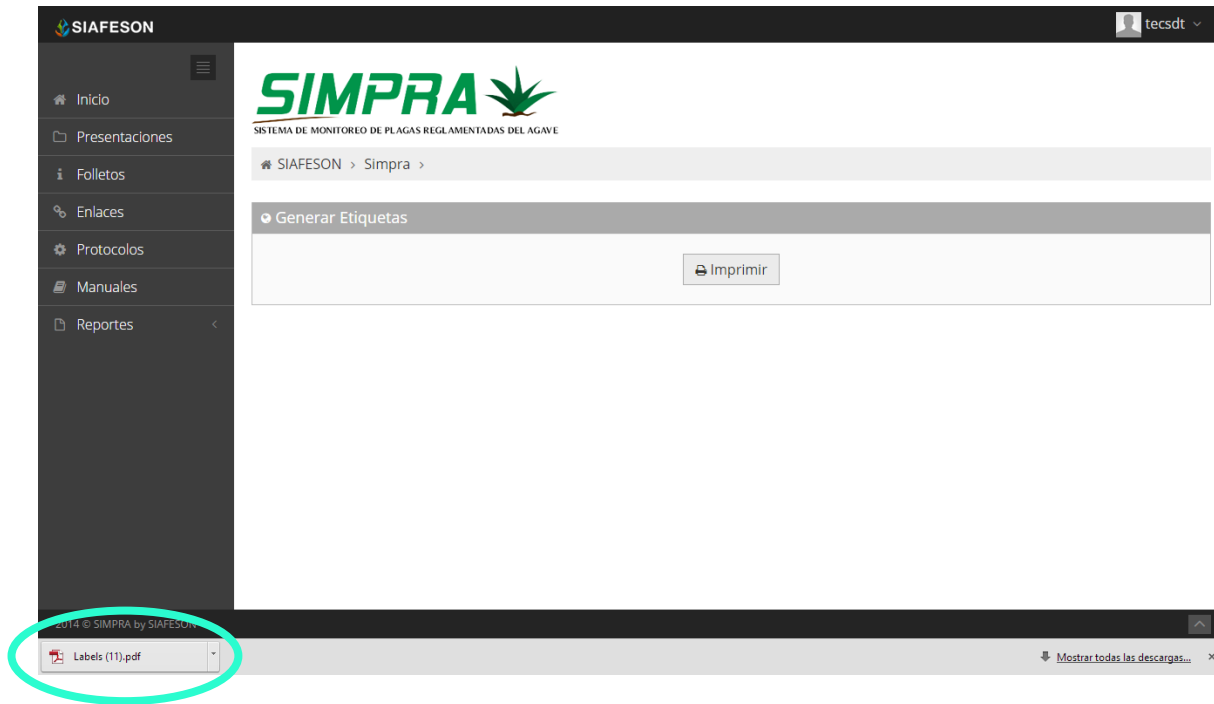 SIAFESON
tecsdt
Inicio
Presentaciones
Folletos
Enlaces
Protocolos
Manuales
Reportes
SIMPRA
SISTEMA DE MONITOREO DE PLAGAS REGLAMENTADAS DEL AGAVE
SIAFESON > Simpra >
Generar Etiquetas
Imprimir
2014 © SIMPRA by SIAFESON
Labels (11).pdf
Mostrar todas las descargas...